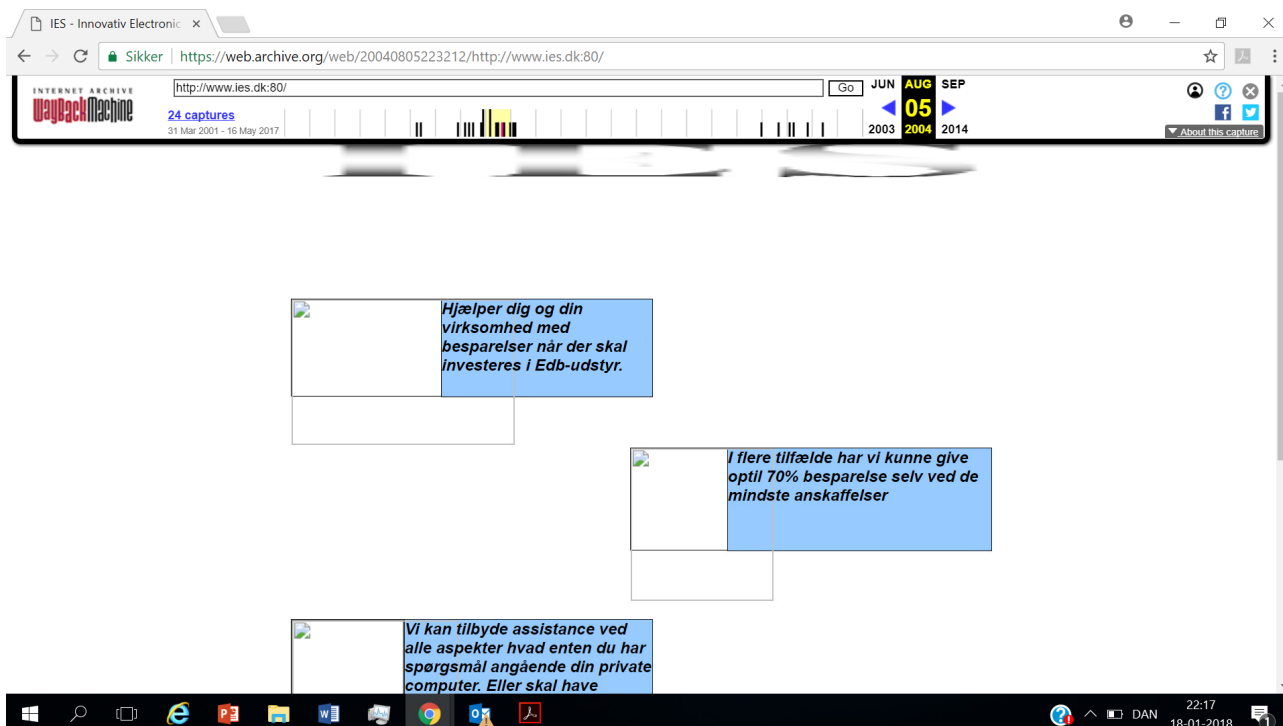 IES - Innovativ Electronic
Sikker | https://web.archive.org/web/20040805223212/http://www.ies.dk:80/
INTERNET ARCHIVE
WayBackMachine
http://www.ies.dk:80/
Go
JUN AUG SEP
05
2003 2004 2014
24 captures
31 Mar 2001 - 16 May 2017
About this capture
IES
Hjælper dig og din
virksomhed med
besparelser når der skal
investeres i Edb-udstyr.
I flere tilfælde har vi kunne give
optil 70% besparelse selv ved de
mindste anskaffelser
Vi kan tilbyde assistance ved
alle aspekter hvad enten du har
spørgsmål angående din private
computer. Eller skal have
DAN
22:17
18-01-2018